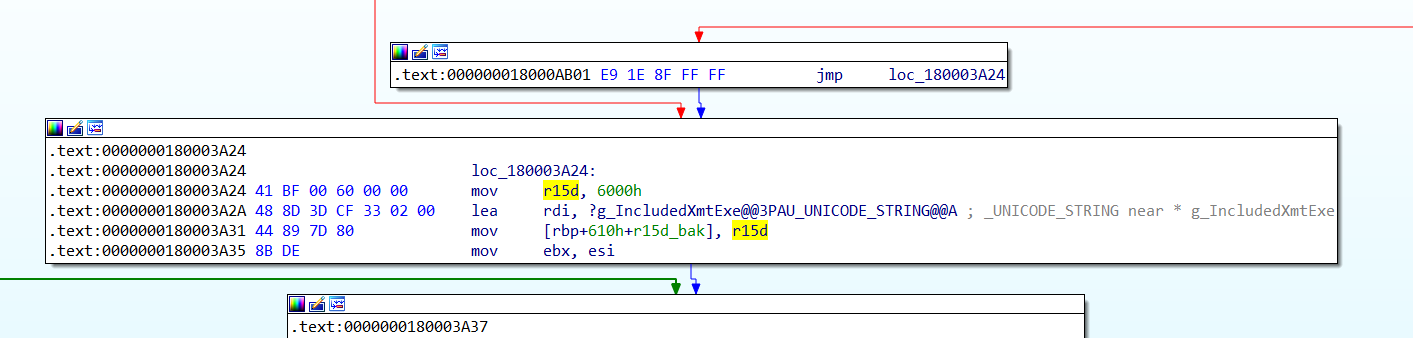 .text:000000018000AB01 E9 1E 8F FF FF jmp loc_180003A24
.text:0000000180003A24
.text:0000000180003A24 loc_180003A24:
.text:0000000180003A24 41 BF 00 60 00 00 mov r15d, 6000h
.text:0000000180003A2A 48 8D 3D CF 33 02 00 lea rdi, ?g_IncludedXmtExe@@3PAU_UNICODE_STRING@@A ; _UNICODE_STRING near * g_IncludedXmtExe
.text:0000000180003A31 44 89 7D 80 mov [rbp+610h+r15d_bak], r15d
.text:0000000180003A35 8B DE mov ebx, esi
.text:0000000180003A37